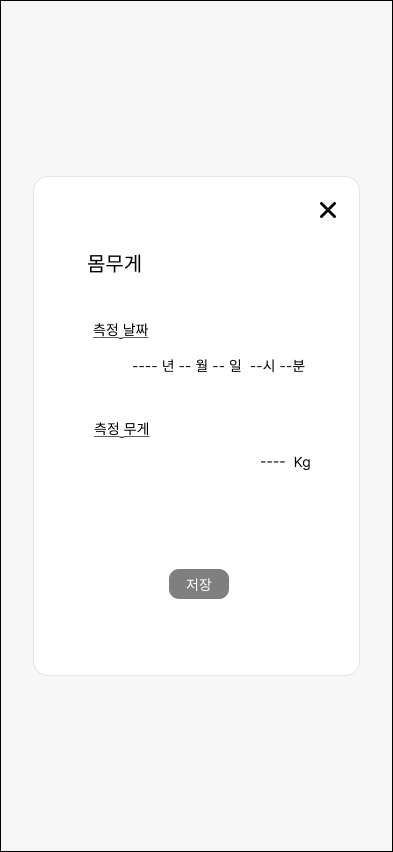 몸무게
측정 날짜
---- 년 -- 월 -- 일  --시 --분
측정 무게
----  Kg
저장